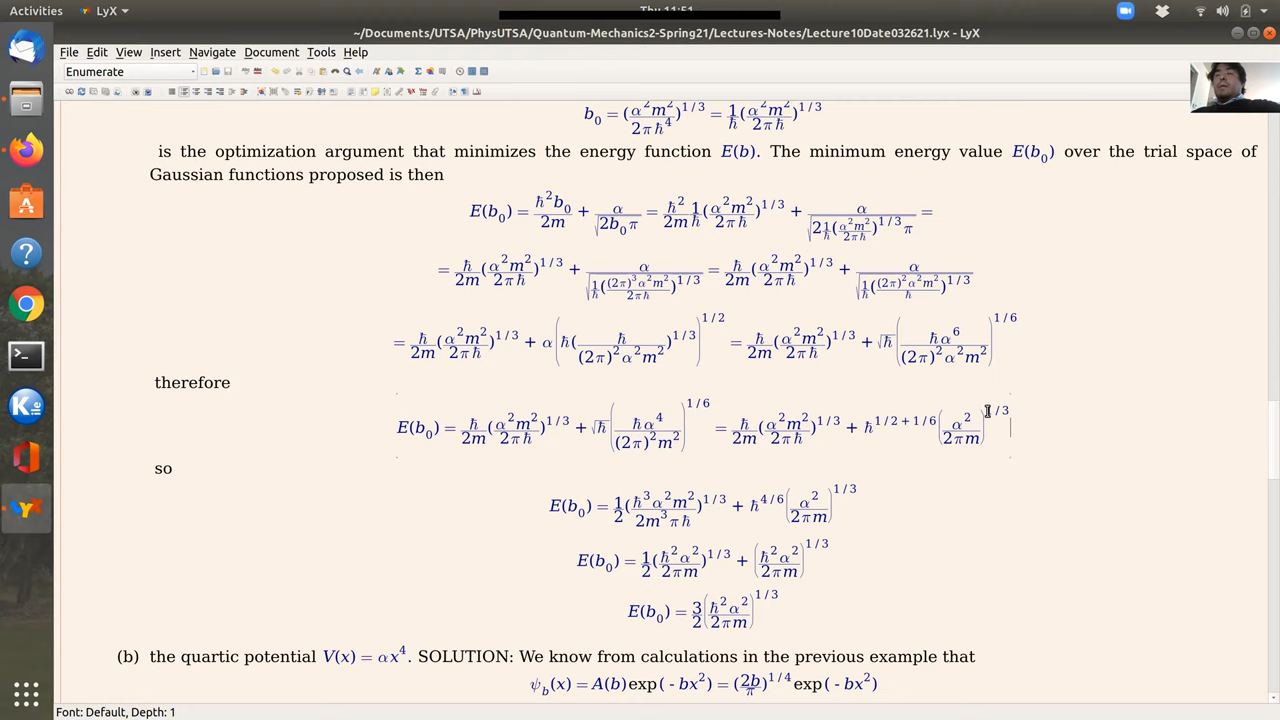 Activities LyX Thu 11:51
~/Documents/UTSA/PhysUTSA/Quantum-Mechanics2-Spring21/Lectures-Notes/Lecture10Date032621.lyx - LyX
File Edit View Insert Navigate Document Tools Help
Enumerate
b₀ = (α²m²/2πℏ⁴)^1/3 = 1/ℏ (α²m²/2πℏ)^1/3
is the optimization argument that minimizes the energy function E(b). The minimum energy value E(b₀) over the trial space of
Gaussian functions proposed is then
E(b₀) = ℏ²b₀/2m + α/√(2b₀π) = ℏ²/2m 1/ℏ (α²m²/2πℏ)^1/3 + α/√(2 1/ℏ (α²m²/2πℏ)^1/3 π) =
= ℏ/2m (α²m²/2πℏ)^1/3 + α/√(1/ℏ ((2π)³α²m²/2πℏ)^1/3) = ℏ/2m (α²m²/2πℏ)^1/3 + α/√(1/ℏ ((2π)²α²m²/ℏ)^1/3)
= ℏ/2m (α²m²/2πℏ)^1/3 + α(ℏ(ℏ/(2π)²α²m²)^1/3)^1/2 = ℏ/2m (α²m²/2πℏ)^1/3 + √ℏ (ℏα⁶/(2π)²α²m²)^1/6
therefore
E(b₀) = ℏ/2m (α²m²/2πℏ)^1/3 + √ℏ (ℏα⁴/(2π)²m²)^1/6 = ℏ/2m (α²m²/2πℏ)^1/3 + ℏ^1/2+1/6 (α²/2πm)^1/3
so
E(b₀) = 1/2 (ℏ³α²m²/2m³πℏ)^1/3 + ℏ^4/6 (α²/2πm)^1/3
E(b₀) = 1/2 (ℏ²α²/2πm)^1/3 + (ℏ²α²/2πm)^1/3
E(b₀) = 3/2 (ℏ²α²/2πm)^1/3
(b) the quartic potential V(x) = αx⁴. SOLUTION: We know from calculations in the previous example that
ψ_b(x) = A(b)exp(-bx²) = (2b/π)^1/4 exp(-bx²)
Font: Default, Depth: 1